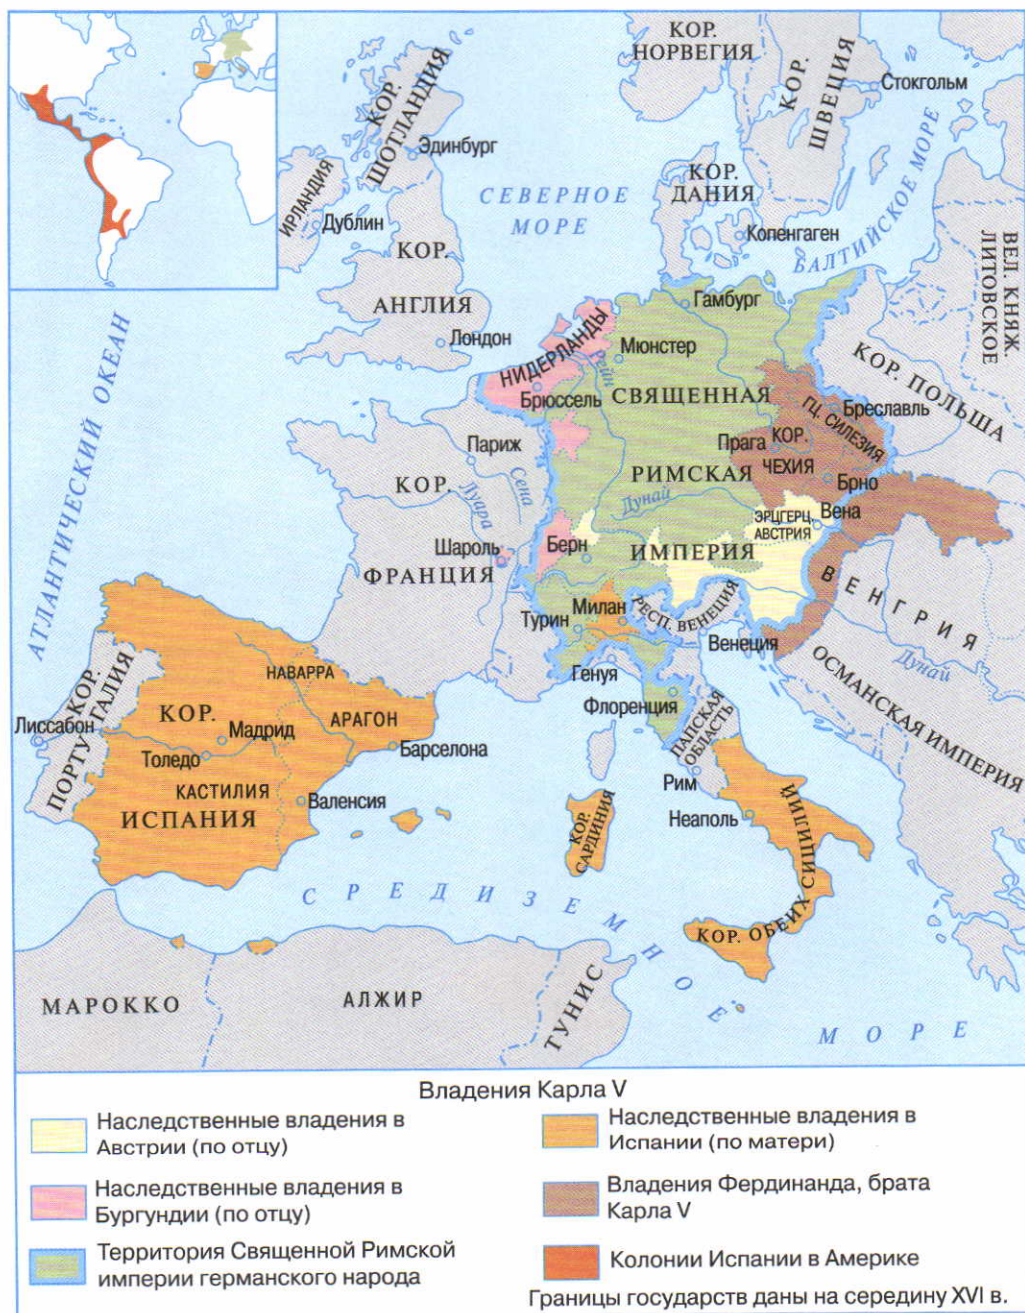 КОР.
НОРВЕГИЯ
КОР.
ШВЕЦИЯ
Стокгольм
КОР.
ШОТЛАНДИЯ
Эдинбург
ИРЛАНДИЯ
Дублин
СЕВЕРНОЕ
МОРЕ
КОР.
ДАНИЯ
Копенгаген
БАЛТИЙСКОЕ МОРЕ
ВЕЛ. КНЯЖ.
ЛИТОВСКОЕ
КОР.
АНГЛИЯ
Лондон
АТЛАНТИЧЕСКИЙ ОКЕАН
Гамбург
НИДЕРЛАНДЫ
Рейн
Мюнстер
Брюссель
СВЯЩЕННАЯ
КОР. ПОЛЬША
ГЦ. СИЛЕЗИЯ
Бреславль
Париж
Прага
КОР.
ЧЕХИЯ
Брно
РИМСКАЯ
КОР.
Сена
Луара
Дунай
ЭРЦГЕРЦ.
АВСТРИЯ
Вена
Шароль
Берн
ИМПЕРИЯ
ФРАНЦИЯ
ВЕНГРИЯ
Милан
Турин
РЕСП. ВЕНЕЦИЯ
Венеция
Дунай
Генуя
Флоренция
ОСМАНСКАЯ ИМПЕРИЯ
НАВАРРА
КОР.
ПОРТУГАЛИЯ
Лиссабон
КОР.
АРАГОН
Мадрид
Барселона
Толедо
КАСТИЛИЯ
Валенсия
ИСПАНИЯ
ПАПСКАЯ
ОБЛАСТЬ
Рим
Неаполь
КОР.
САРДИНИЯ
КОР. ОБЕИХ СИЦИЛИЙ
СРЕДИЗЕМНОЕ
МОРЕ
МАРОККО
АЛЖИР
ТУНИС
Владения Карла V
Наследственные владения в
Австрии (по отцу)
Наследственные владения в
Бургундии (по отцу)
Территория Священной Римской
империи германского народа
Наследственные владения в
Испании (по матери)
Владения Фердинанда, брата
Карла V
Колонии Испании в Америке
Границы государств даны на середину XVI в.